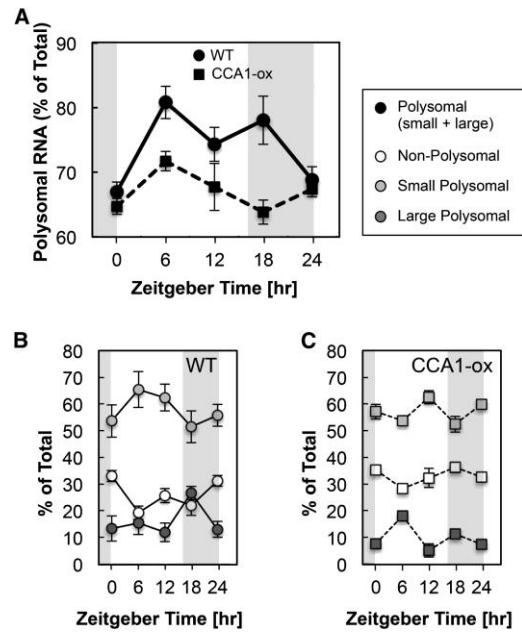 A
Polysomal RNA (% of Total)
90
80
70
60
WT
CCA1-ox
0 6 12 18 24
Zeitgeber Time [hr]
Polysomal
(small + large)
Non-Polysomal
Small Polysomal
Large Polysomal
B
WT
% of Total
80
70
60
50
40
30
20
10
0
0 6 12 18 24
Zeitgeber Time [hr]
C
CCA1-ox
% of Total
80
70
60
50
40
30
20
10
0
0 6 12 18 24
Zeitgeber Time [hr]